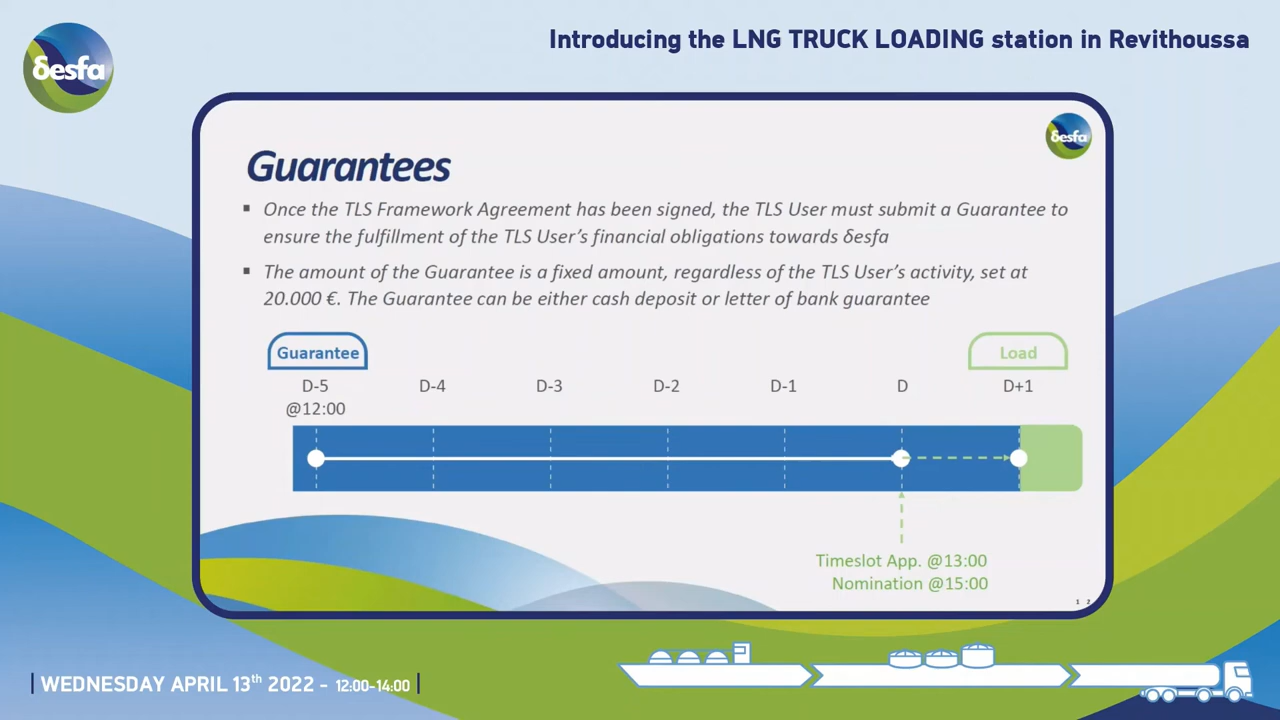 δesfa
Introducing the LNG TRUCK LOADING station in Revithoussa
δesfa
Guarantees
▪ Once the TLS Framework Agreement has been signed, the TLS User must submit a Guarantee to
ensure the fulfillment of the TLS User's financial obligations towards δesfa
▪ The amount of the Guarantee is a fixed amount, regardless of the TLS User's activity, set at
20.000 €. The Guarantee can be either cash deposit or letter of bank guarantee
Guarantee
Load
D-5 D-4 D-3 D-2 D-1 D D+1
@12:00
Timeslot App. @13:00
Nomination @15:00
1 2
| WEDNESDAY APRIL 13th 2022 - 12:00-14:00 |